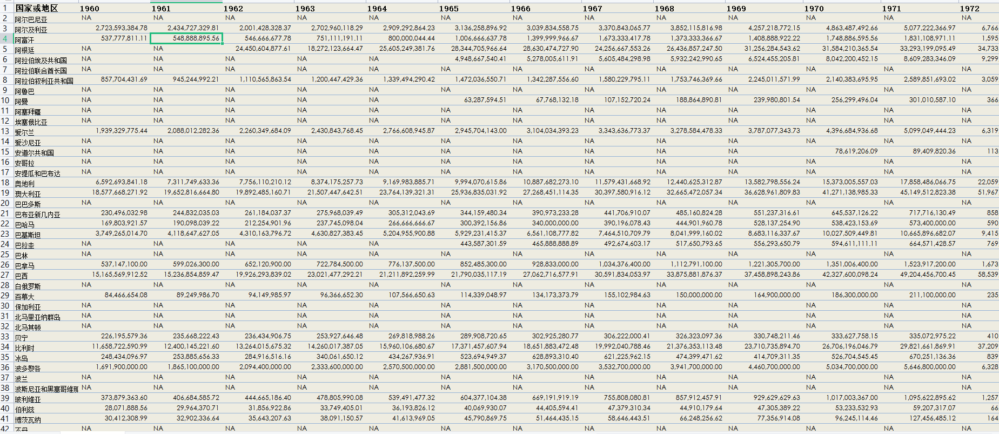 1 国家或地区 1960 1961 1962 1963 1964 1965 1966 1967 1968 1969 1970 1971 1972
2 阿尔巴尼亚 NA NA NA NA NA NA NA NA NA NA NA NA NA
3 阿尔及利亚 2,723,593,384.78 2,434,727,329.81 2,001,428,328.37 2,702,960,118.29 2,909,292,864.23 3,136,258,896.92 3,039,834,558.75 3,370,843,065.77 3,852,115,816.98 4,257,218,772.15 4,863,487,492.66 5,077,222,366.97 6,766
4 阿富汗 537,777,811.11 548,888,895.56 546,666,677.78 751,111,191.11 800,000,044.44 1,006,666,637.78 1,399,999,966.67 1,673,333,417.78 1,373,333,366.67 1,408,888,922.22 1,748,886,595.56 1,831,108,971.11 1,595
5 阿根廷 NA NA 24,450,604,877.61 18,272,123,664.47 25,605,249,381.76 28,344,705,966.64 28,630,474,727.90 24,256,667,553.26 26,436,857,247.50 31,256,284,543.62 31,584,210,365.54 33,293,199,095.49 34,733
6 阿拉伯埃及共和国 NA NA NA NA NA 4,948,667,540.41 5,278,005,611.91 5,605,484,298.98 5,932,242,990.65 6,524,455,205.81 8,042,200,452.15 8,609,283,346.09 9,299
7 阿拉伯联合酋长国 NA NA NA NA NA NA NA NA NA NA NA NA NA
8 阿拉伯叙利亚共和国 857,704,431.69 945,244,992.21 1,110,565,863.54 1,200,447,429.36 1,339,494,290.42 1,472,036,550.71 1,342,287,556.60 1,580,229,795.11 1,753,746,369.66 2,245,011,571.99 2,140,383,695.95 2,589,851,693.02 3,059
9 阿鲁巴 NA NA NA NA NA NA NA NA NA NA NA NA NA
10 阿曼 NA NA NA NA NA 63,287,594.51 67,768,132.18 107,152,720.24 188,864,890.81 239,980,801.54 256,299,496.04 301,010,587.10 366
11 阿塞拜疆 NA NA NA NA NA NA NA NA NA NA NA NA NA
12 埃塞俄比亚 NA NA NA NA NA NA NA NA NA NA NA NA NA
13 爱尔兰 1,939,329,775.44 2,088,012,282.36 2,260,349,684.09 2,430,843,768.45 2,766,608,945.87 2,945,704,143.00 3,104,034,393.23 3,343,636,773.37 3,278,584,478.33 3,787,077,343.73 4,396,684,936.68 5,099,049,444.23 6,319
14 爱沙尼亚 NA NA NA NA NA NA NA NA NA NA NA NA NA
15 安道尔共和国 NA NA NA NA NA NA NA NA NA NA 78,619,206.09 89,409,820.36 113
16 安哥拉 NA NA NA NA NA NA NA NA NA NA NA NA NA
17 安提瓜和巴布达 NA NA NA NA NA NA NA NA NA NA NA NA NA
18 奥地利 6,592,693,841.18 7,311,749,633.36 7,756,110,210.12 8,374,175,257.73 9,169,983,885.71 9,994,070,615.86 10,887,682,273.10 11,579,431,668.92 12,440,625,312.87 13,582,798,556.24 15,373,005,557.03 17,858,486,066.75 22,059
19 澳大利亚 18,577,668,271.92 19,652,816,664.80 19,892,485,160.71 21,507,447,642.51 23,764,139,321.31 25,936,835,031.92 27,268,451,114.35 30,397,580,916.12 32,665,472,057.34 36,628,961,809.83 41,271,138,985.33 45,149,512,823.38 51,967
20 巴巴多斯 NA NA NA NA NA NA NA NA NA NA NA NA NA
21 巴布亚新几内亚 230,496,032.98 244,832,035.03 261,184,037.37 275,968,039.49 305,312,043.69 344,159,480.34 390,973,233.28 441,706,910.07 485,160,824.28 551,237,316.61 645,537,126.22 717,716,130.49 858
22 巴哈马 169,803,921.57 190,098,039.22 212,254,901.96 237,745,098.04 266,666,666.67 300,392,156.86 340,000,000.00 390,196,078.43 444,901,960.78 528,137,254.90 538,423,153.69 573,400,000.00 590
23 巴基斯坦 3,749,265,014.70 4,118,647,627.05 4,310,163,796.72 4,630,827,383.45 5,204,955,900.88 5,929,231,415.37 6,561,108,777.82 7,464,510,709.79 8,041,999,160.02 8,683,116,337.67 10,027,509,449.81 10,665,896,682.07 9,415
24 巴拉圭 NA NA NA NA NA 443,587,301.59 465,888,888.89 492,674,603.17 517,650,793.65 556,293,650.79 594,611,111.11 664,571,428.57 769
25 巴林 NA NA NA NA NA NA NA NA NA NA NA NA NA
26 巴拿马 537,147,100.00 599,026,300.00 652,120,900.00 722,784,500.00 776,137,500.00 852,485,300.00 928,833,000.00 1,034,376,400.00 1,112,791,100.00 1,221,305,700.00 1,351,006,400.00 1,523,917,200.00 1,673
27 巴西 15,165,569,912.52 15,236,854,859.47 19,926,293,839.02 23,021,477,292.21 21,211,892,259.99 21,790,035,117.19 27,062,716,577.91 30,591,834,053.97 33,875,881,876.37 37,458,898,243.86 42,327,600,098.24 49,204,456,700.45 58,539
28 白俄罗斯 NA NA NA NA NA NA NA NA NA NA NA NA NA
29 百慕大 84,466,654.08 89,249,986.70 94,149,985.97 96,366,652.30 107,566,650.63 114,339,048.97 134,173,373.79 155,102,984.63 150,000,000.00 164,900,000.00 186,300,000.00 211,100,000.00 235
30 保加利亚 NA NA NA NA NA NA NA NA NA NA NA NA NA
31 北马里亚纳群岛 NA NA NA NA NA NA NA NA NA NA NA NA NA
32 北马其顿 NA NA NA NA NA NA NA NA NA NA NA NA NA
33 贝宁 226,195,579.36 235,668,222.43 236,434,906.75 253,927,646.48 269,818,988.26 289,908,720.65 302,925,280.77 306,222,000.41 326,323,097.36 330,748,211.46 333,627,758.15 335,072,975.22 410
34 比利时 11,658,722,590.99 12,400,145,221.60 13,264,015,675.32 14,260,017,387.05 15,960,106,680.67 17,371,457,607.94 18,651,883,472.48 19,992,040,788.46 21,376,353,113.48 23,710,735,894.70 26,706,196,046.79 29,821,661,869.91 37,209
35 冰岛 248,434,096.97 253,885,656.33 284,916,516.16 340,061,650.12 434,267,936.91 523,694,949.37 628,893,310.40 621,225,962.15 474,399,471.62 414,709,311.35 526,704,545.45 670,251,136.36 839
36 波多黎各 1,691,900,000.00 1,865,100,000.00 2,094,400,000.00 2,333,600,000.00 2,570,500,000.00 2,881,500,000.00 3,170,500,000.00 3,532,700,000.00 3,941,700,000.00 4,460,700,000.00 5,034,700,000.00 5,646,800,000.00 6,328
37 波兰 NA NA NA NA NA NA NA NA NA NA NA NA NA
38 波斯尼亚和黑塞哥维那 NA NA NA NA NA NA NA NA NA NA NA NA NA
39 玻利维亚 373,879,363.60 406,684,585.72 444,665,186.40 478,805,990.08 539,491,477.32 604,377,104.38 669,191,919.19 755,808,080.81 857,912,457.91 929,629,629.63 1,017,003,367.00 1,095,622,895.62 1,257
40 伯利兹 28,071,888.56 29,964,370.71 31,856,922.86 33,749,405.01 36,193,826.12 40,069,930.07 44,405,594.41 47,379,310.34 44,910,179.64 47,305,389.22 53,233,532.93 59,207,317.07 66
41 博茨瓦纳 30,412,308.99 32,902,336.64 35,643,207.63 38,091,150.57 41,613,969.05 45,790,869.75 51,464,435.15 58,646,443.51 66,248,256.62 77,356,914.08 96,245,114.46 127,456,485.12 164
42 不丹 NA NA NA NA NA NA NA NA NA NA NA NA NA